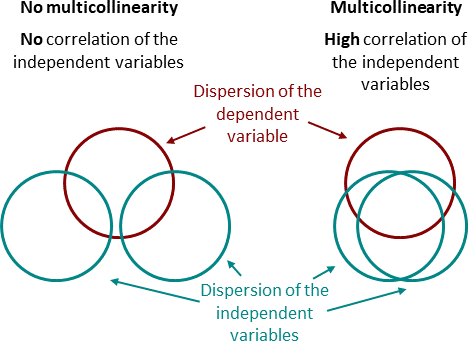 No multicollinearity
No correlation of the
independent variables
Multicollinearity
High correlation of
the independent
variables
Dispersion of the
dependent
variable
Dispersion of the
independent
variables